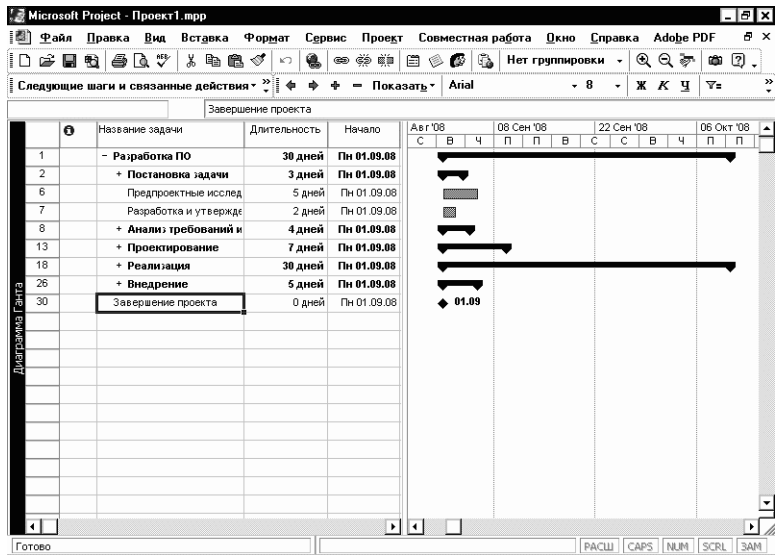 Microsoft Project - Проект1.mpp
Файл Правка Вид Вставка Формат Сервис Проект Совместная работа Окно Справка Adobe PDF
Нет группировки
Следующие шаги и связанные действия Показать Arial 8 Ж К Ч
Завершение проекта
Название задачи Длительность Начало Авг '08 08 Сен '08 22 Сен '08 06 Окт '08
С В Ч П П В С С В Ч П П
1 − Разработка ПО 30 дней Пн 01.09.08
2 + Постановка задачи 3 дней Пн 01.09.08
6 Предпроектные исслед 5 дней Пн 01.09.08
7 Разработка и утвержде 2 дней Пн 01.09.08
8 + Анализ требований и 4 дней Пн 01.09.08
13 + Проектирование 7 дней Пн 01.09.08
18 + Реализация 30 дней Пн 01.09.08
26 + Внедрение 5 дней Пн 01.09.08
30 Завершение проекта 0 дней Пн 01.09.08 01.09
Диаграмма Ганта
Готово РАСШ CAPS NUM SCRL ЗАМ